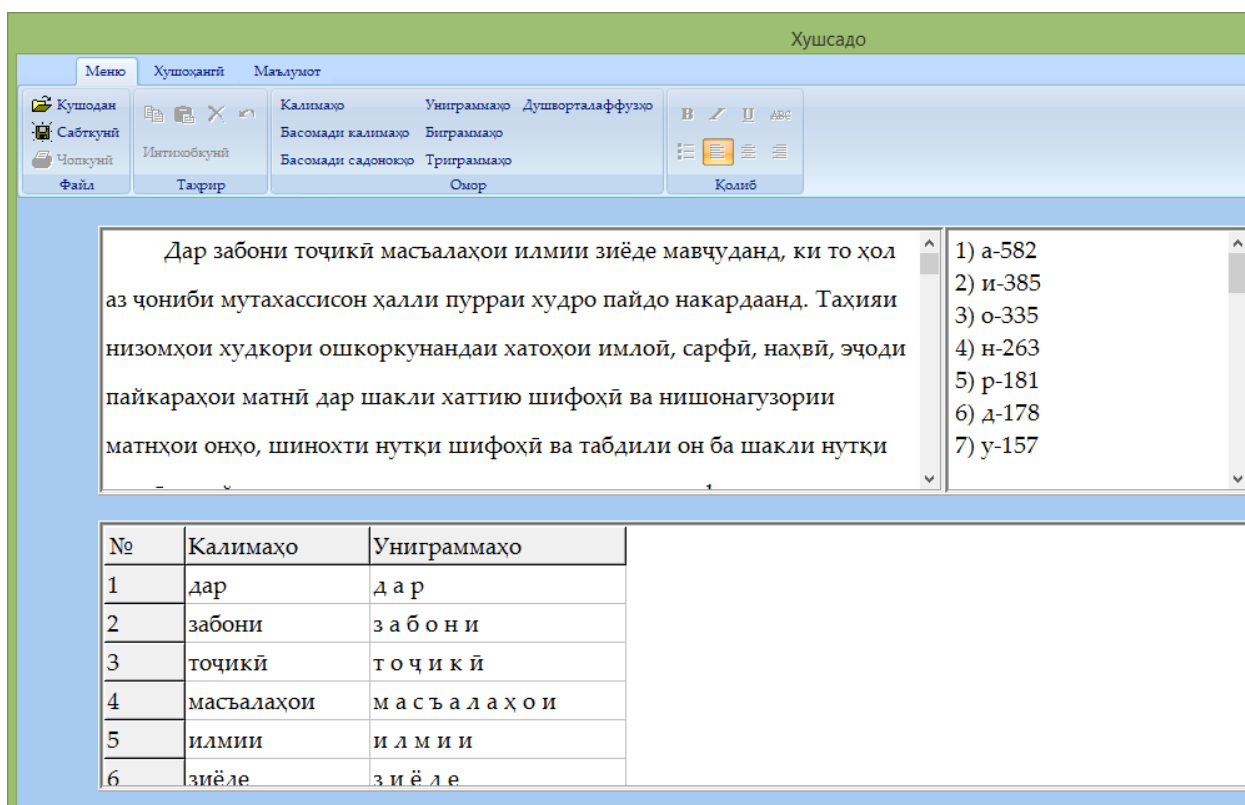 Хушсадо
Меню Хушоҳангӣ Маълумот
Кушодан Калимаҳо Униграммаҳо Душворталаффузҳо B I U ABC
Сабткунӣ Интихобкунӣ Басомади калимаҳо Биграммаҳо
Чопкунӣ Басомади садонокҳо Триграммаҳо
Файл Таҳрир Омор Қолиб
Дар забони тоҷикӣ масъалаҳои илмии зиёде мавҷуданд, ки то ҳол
аз ҷониби мутахассисон ҳалли пурраи худро пайдо накардаанд. Таҳияи
низомҳои худкори ошкоркунандаи хатоҳои имлоӣ, сарфӣ, наҳвӣ, эҷоди
пайкараҳои матнӣ дар шакли хаттию шифоҳӣ ва нишонагузории
матнҳои онҳо, шинохти нутқи шифоҳӣ ва табдили он ба шакли нутқи
1) а-582
2) и-385
3) о-335
4) н-263
5) р-181
6) д-178
7) у-157
№ Калимаҳо Униграммаҳо
1 дар д а р
2 забони з а б о н и
3 тоҷикӣ т о ҷ и к ӣ
4 масъалаҳои м а с ъ а л а ҳ о и
5 илмии и л м и и
6 зиёде з и ё д е